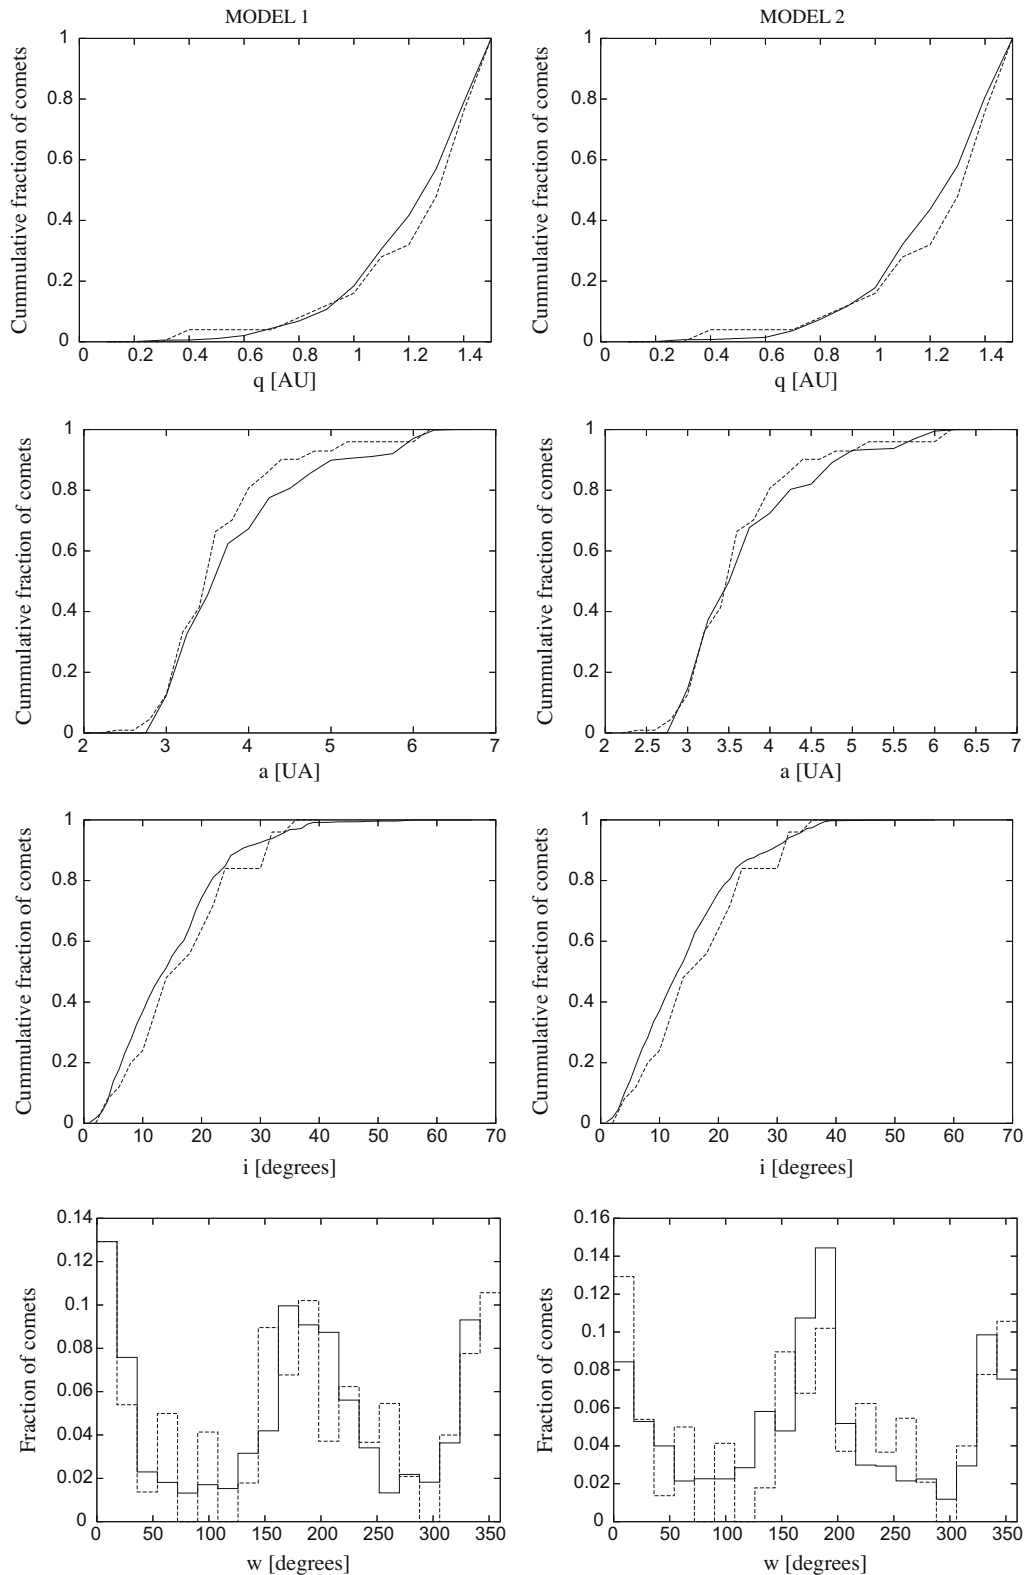 MODEL 1
MODEL 2
Cummulative fraction of comets
1
0.8
0.6
0.4
0.2
0
0 0.2 0.4 0.6 0.8 1 1.2 1.4
q [AU]
Cummulative fraction of comets
1
0.8
0.6
0.4
0.2
0
0 0.2 0.4 0.6 0.8 1 1.2 1.4
q [AU]
Cummulative fraction of comets
1
0.8
0.6
0.4
0.2
0
2 3 4 5 6 7
a [UA]
Cummulative fraction of comets
1
0.8
0.6
0.4
0.2
0
2 2.5 3 3.5 4 4.5 5 5.5 6 6.5 7
a [UA]
Cummulative fraction of comets
1
0.8
0.6
0.4
0.2
0
0 10 20 30 40 50 60 70
i [degrees]
Cummulative fraction of comets
1
0.8
0.6
0.4
0.2
0
0 10 20 30 40 50 60 70
i [degrees]
Fraction of comets
0.14
0.12
0.1
0.08
0.06
0.04
0.02
0
0 50 100 150 200 250 300 350
w [degrees]
Fraction of comets
0.16
0.14
0.12
0.1
0.08
0.06
0.04
0.02
0
0 50 100 150 200 250 300 350
w [degrees]